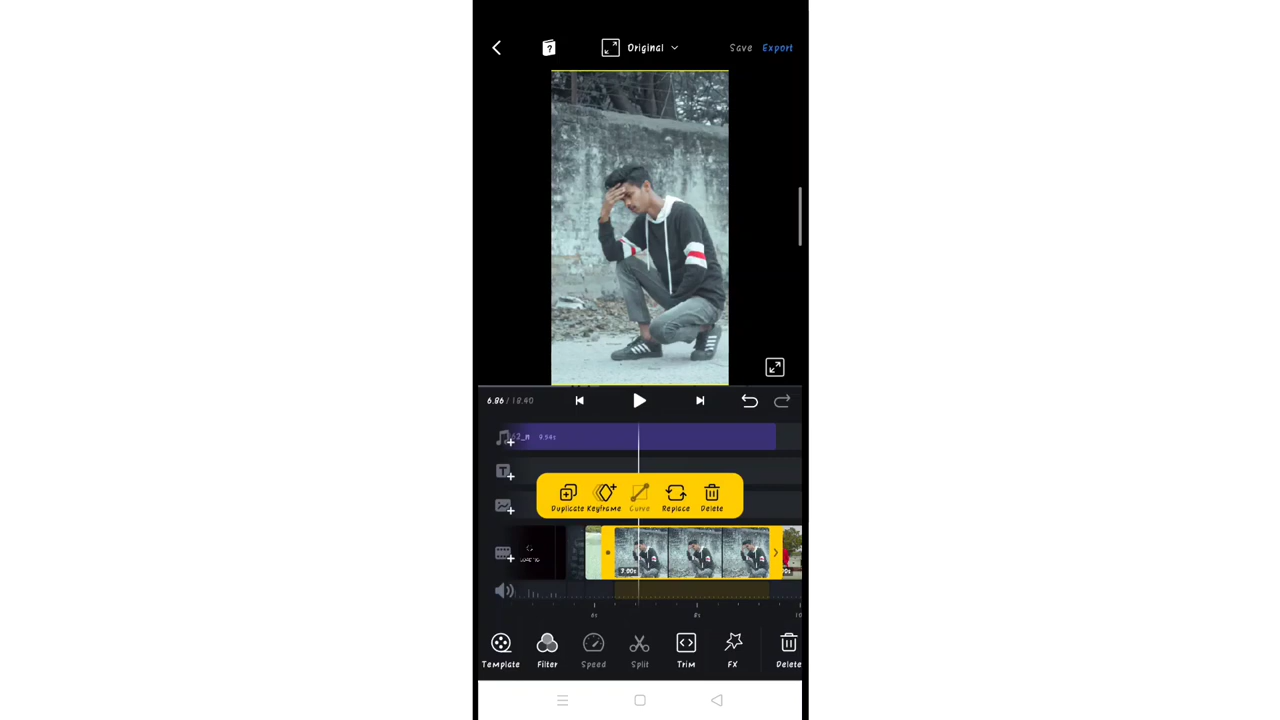 Original Save Export
6.86 / 18.40
Duplicate Keyframe Curve Replace Delete
Template Filter Speed Split Trim FX Delete